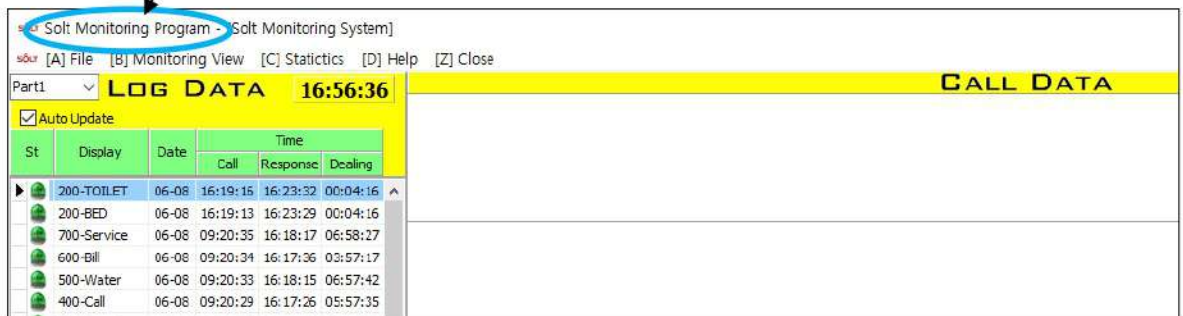 SŌLT Solt Monitoring Program - [Solt Monitoring System]
SŌLT [A] File [B] Monitoring View [C] Statictics [D] Help [Z] Close
Part1 LOG DATA 16:56:36 CALL DATA
Auto Update
St Display Date Time
Call Response Dealing
200-TOILET 06-08 16:19:16 16:23:32 00:04:16
200-BED 06-08 16:19:13 16:23:29 00:04:16
700-Service 06-08 09:20:35 16:18:17 06:58:27
600-Bill 06-08 09:20:34 16:17:36 03:57:17
500-Water 06-08 09:20:33 16:18:15 06:57:42
400-Call 06-08 09:20:29 16:17:26 05:57:35